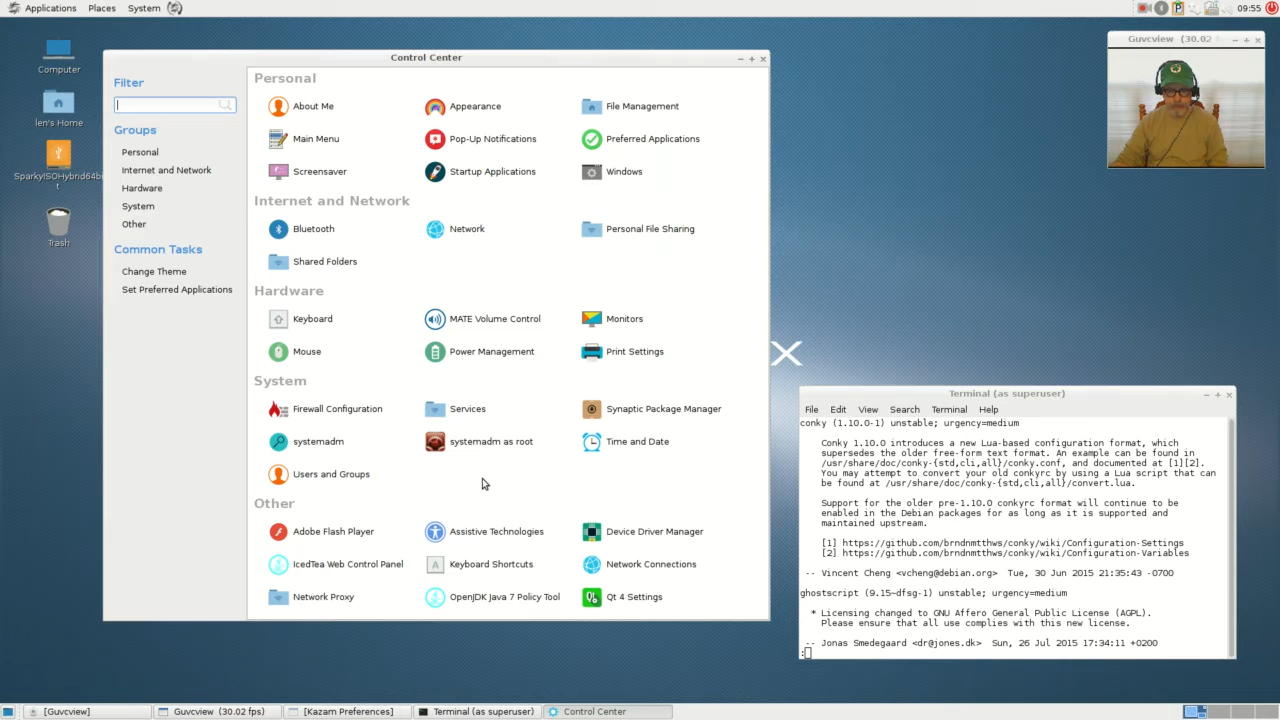 Applications Places System
09:55
Computer
len's Home
SparkyISOHybrid64bi
t
Trash
Control Center
Filter
Groups
Personal
Internet and Network
Hardware
System
Other
Common Tasks
Change Theme
Set Preferred Applications
Personal
About Me Appearance File Management
Main Menu Pop-Up Notifications Preferred Applications
Screensaver Startup Applications Windows
Internet and Network
Bluetooth Network Personal File Sharing
Shared Folders
Hardware
Keyboard MATE Volume Control Monitors
Mouse Power Management Print Settings
System
Firewall Configuration Services Synaptic Package Manager
systemadm systemadm as root Time and Date
Users and Groups
Other
Adobe Flash Player Assistive Technologies Device Driver Manager
IcedTea Web Control Panel Keyboard Shortcuts Network Connections
Network Proxy OpenJDK Java 7 Policy Tool Qt 4 Settings
Guvcview (30.02
Terminal (as superuser)
File Edit View Search Terminal Help
conky (1.10.0-1) unstable; urgency=medium
Conky 1.10.0 introduces a new Lua-based configuration format, which
supersedes the older free-form text format. An example can be found in
/usr/share/doc/conky-{std,cli,all}/conky.conf, and documented at [1][2].
You may attempt to convert your old conkyrc by using a Lua script that can
be found at /usr/share/doc/conky-{std,cli,all}/convert.lua.
Support for the older pre-1.10.0 conkyrc format will continue to be
enabled in the Debian packages for as long as it is supported and
maintained upstream.
[1] https://github.com/brndnmtthws/conky/wiki/Configuration-Settings
[2] https://github.com/brndnmtthws/conky/wiki/Configuration-Variables
-- Vincent Cheng <vcheng@debian.org> Tue, 30 Jun 2015 21:35:43 -0700
ghostscript (9.15~dfsg-1) unstable; urgency=medium
* Licensing changed to GNU Affero General Public License (AGPL).
Please ensure that all use complies with this new license.
-- Jonas Smedegaard <dr@jones.dk> Sun, 26 Jul 2015 17:34:11 +0200
:
[Guvcview] Guvcview (30.02 fps) [Kazam Preferences] Terminal (as superuser) Control Center